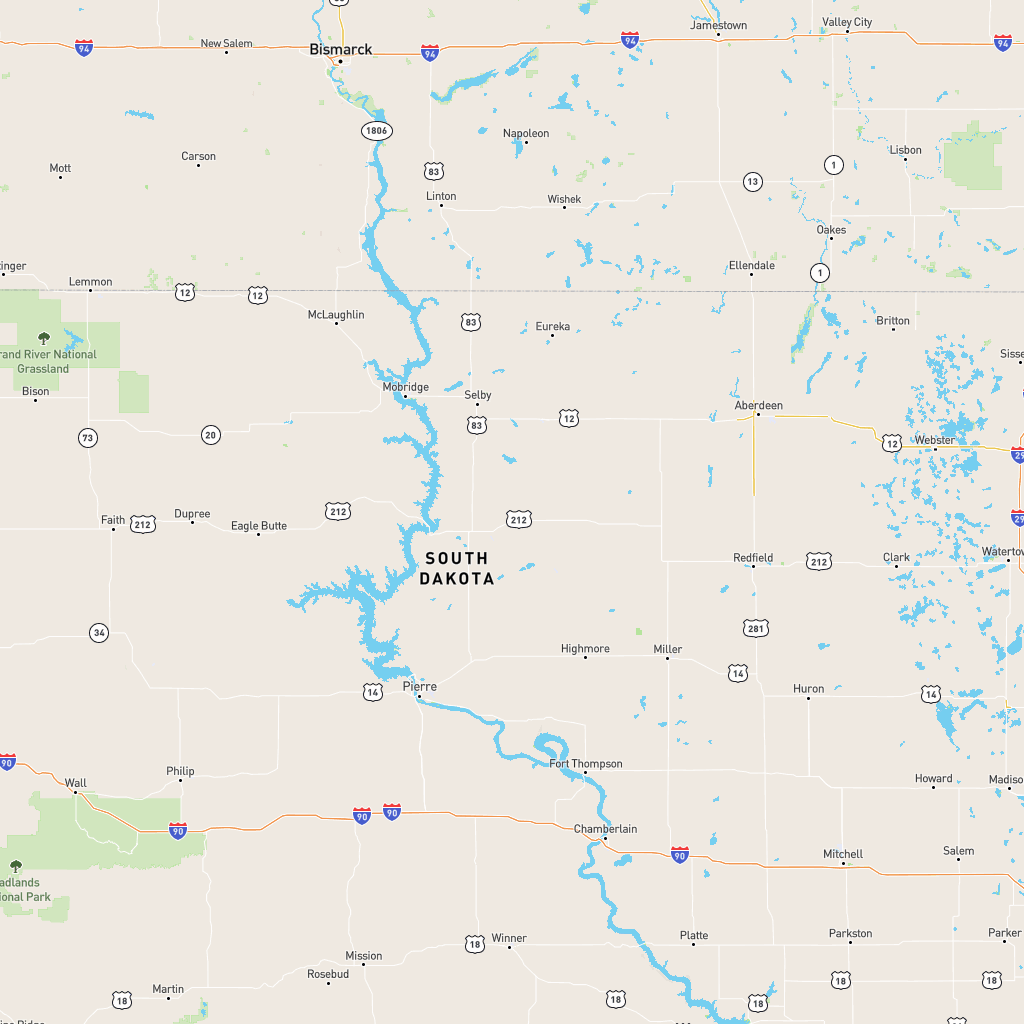 83
Jamestown
Valley City
94
New Salem
Bismarck
94
94
94
1806
Napoleon
Lisbon
Carson
Mott
83
1
13
Linton
Wishek
Oakes
inger
Lemmon
Ellendale
1
12
12
McLaughlin
83
Eureka
Britton
rand River National
Grassland
Sisse
Bison
Mobridge
Selby
Aberdeen
73
20
83
12
12
Webster
29
Faith
212
Dupree
Eagle Butte
212
212
29
SOUTH
DAKOTA
Redfield
212
Clark
Watertow
34
281
Highmore
Miller
14
Pierre
14
Huron
14
90
Wall
Philip
Fort Thompson
Howard
Madiso
90
90
90
Chamberlain
90
Mitchell
Salem
adlands
onal Park
18
Winner
Platte
Parkston
Parker
Mission
Rosebud
Martin
18
18
18
18
18